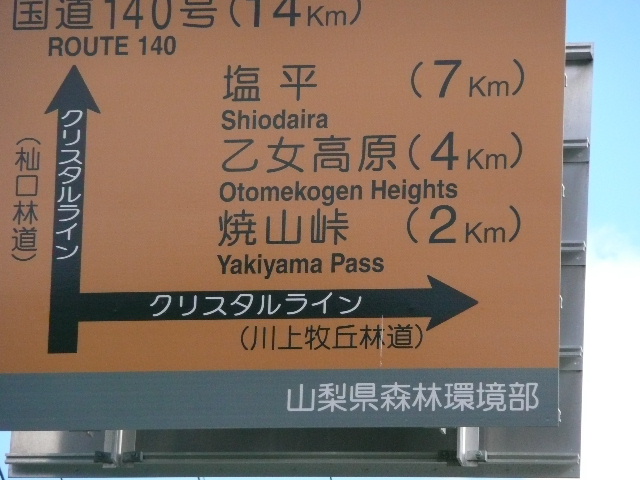 国道140号(14Km)
ROUTE 140
塩平 (7Km)
Shiodaira
乙女高原(4Km)
Otomekogen Heights
焼山峠 (2Km)
Yakiyama Pass
クリスタルライン
(杣口林道)
クリスタルライン
(川上牧丘林道)
山梨県森林環境部